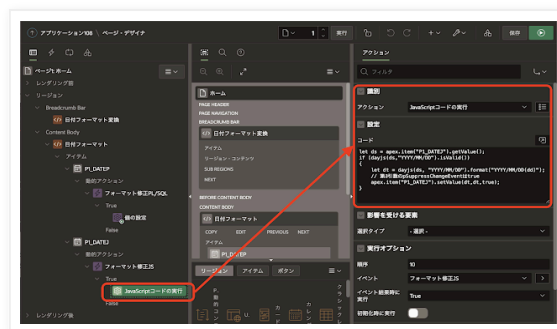 アプリケーション108 \ ページ・デザイナ
1
実行
保存
ページ1: ホーム
レンダリング前
リージョン
Breadcrumb Bar
日付フォーマット変換
Content Body
日付フォーマット
アイテム
P1_DATEP
動的アクション
フォーマット修正PL/SQL
True
値の設定
False
P1_DATEJ
動的アクション
フォーマット修正JS
True
JavaScriptコードの実行
False
レンダリング後
ホーム
PAGE HEADER
PAGE NAVIGATION
BREADCRUMB BAR
日付フォーマット変換
アイテム
リージョン・コンテンツ
SUB REGIONS
NEXT
BEFORE CONTENT BODY
CONTENT BODY
日付フォーマット
COPY EDIT PREVIOUS NEXT
アイテム
P1_DATEP
リージョン アイテム ボタン
アクション
フィルタ
識別
アクション JavaScriptコードの実行
設定
コード
let ds = apex.item("P1_DATEJ").getValue();
if (dayjs(ds,"YYYY/MM/DD").isValid())
{
let dt = dayjs(ds, "YYYY/MM/DD").format("YYYY/MM/DD(dd)");
// 第3引数のpSuppressChangeEventはtrue
apex.item("P1_DATEJ").setValue(dt,dt,true);
}
影響を受ける要素
選択タイプ - 選択 -
実行オプション
順序 10
イベント フォーマット修正JS
イベント結果時に実行 True
初期化時に実行